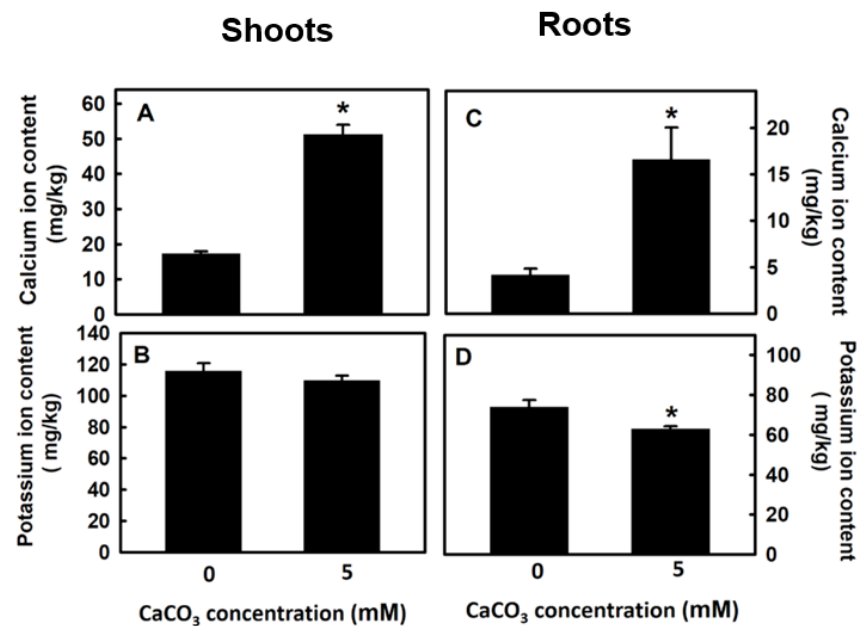 Shoots
Roots
Calcium ion content
(mg/kg)
60
50
40
30
20
10
0
A
*
C
*
20
15
10
5
0
Calcium ion content
(mg/kg)
Potassium ion content
( mg/kg)
140
120
100
80
60
40
20
0
B
D
*
100
80
60
40
20
0
Potassium ion content
( mg/kg)
0
5
0
5
CaCO₃ concentration (mM)
CaCO₃ concentration (mM)